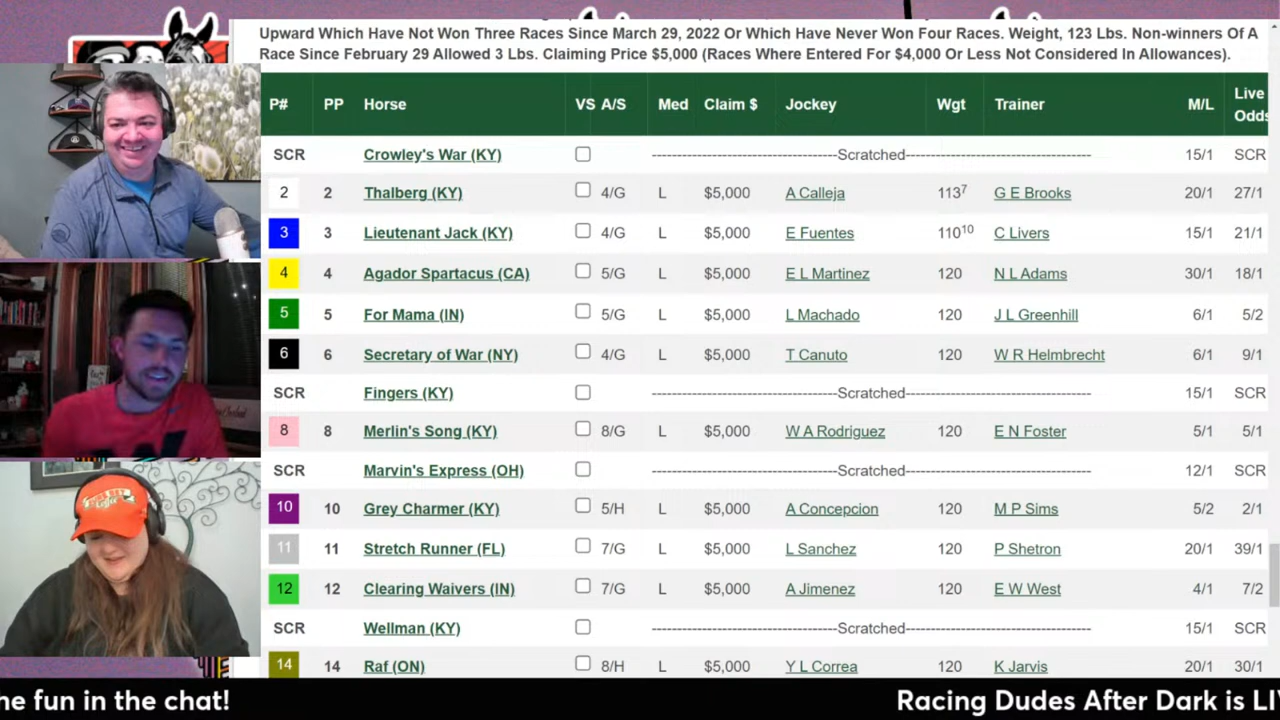 Upward Which Have Not Won Three Races Since March 29, 2022 Or Which Have Never Won Four Races. Weight, 123 Lbs. Non-winners Of A
Race Since February 29 Allowed 3 Lbs. Claiming Price $5,000 (Races Where Entered For $4,000 Or Less Not Considered In Allowances).
P# PP Horse VS A/S Med Claim $ Jockey Wgt Trainer M/L Live Odds
SCR Crowley's War (KY) Scratched 15/1 SCR
2 2 Thalberg (KY) 4/G L $5,000 A Calleja 113⁷ G E Brooks 20/1 27/1
3 3 Lieutenant Jack (KY) 4/G L $5,000 E Fuentes 110¹⁰ C Livers 15/1 21/1
4 4 Agador Spartacus (CA) 5/G L $5,000 E L Martinez 120 N L Adams 30/1 18/1
5 5 For Mama (IN) 5/G L $5,000 L Machado 120 J L Greenhill 6/1 5/2
6 6 Secretary of War (NY) 4/G L $5,000 T Canuto 120 W R Helmbrecht 6/1 9/1
SCR Fingers (KY) Scratched 15/1 SCR
8 8 Merlin's Song (KY) 8/G L $5,000 W A Rodriguez 120 E N Foster 5/1 5/1
SCR Marvin's Express (OH) Scratched 12/1 SCR
10 10 Grey Charmer (KY) 5/H L $5,000 A Concepcion 120 M P Sims 5/2 2/1
11 11 Stretch Runner (FL) 7/G L $5,000 L Sanchez 120 P Shetron 20/1 39/1
12 12 Clearing Waivers (IN) 7/G L $5,000 A Jimenez 120 E W West 4/1 7/2
SCR Wellman (KY) Scratched 15/1 SCR
14 14 Raf (ON) 8/H L $5,000 Y L Correa 120 K Jarvis 20/1 30/1
he fun in the chat! Racing Dudes After Dark is LI